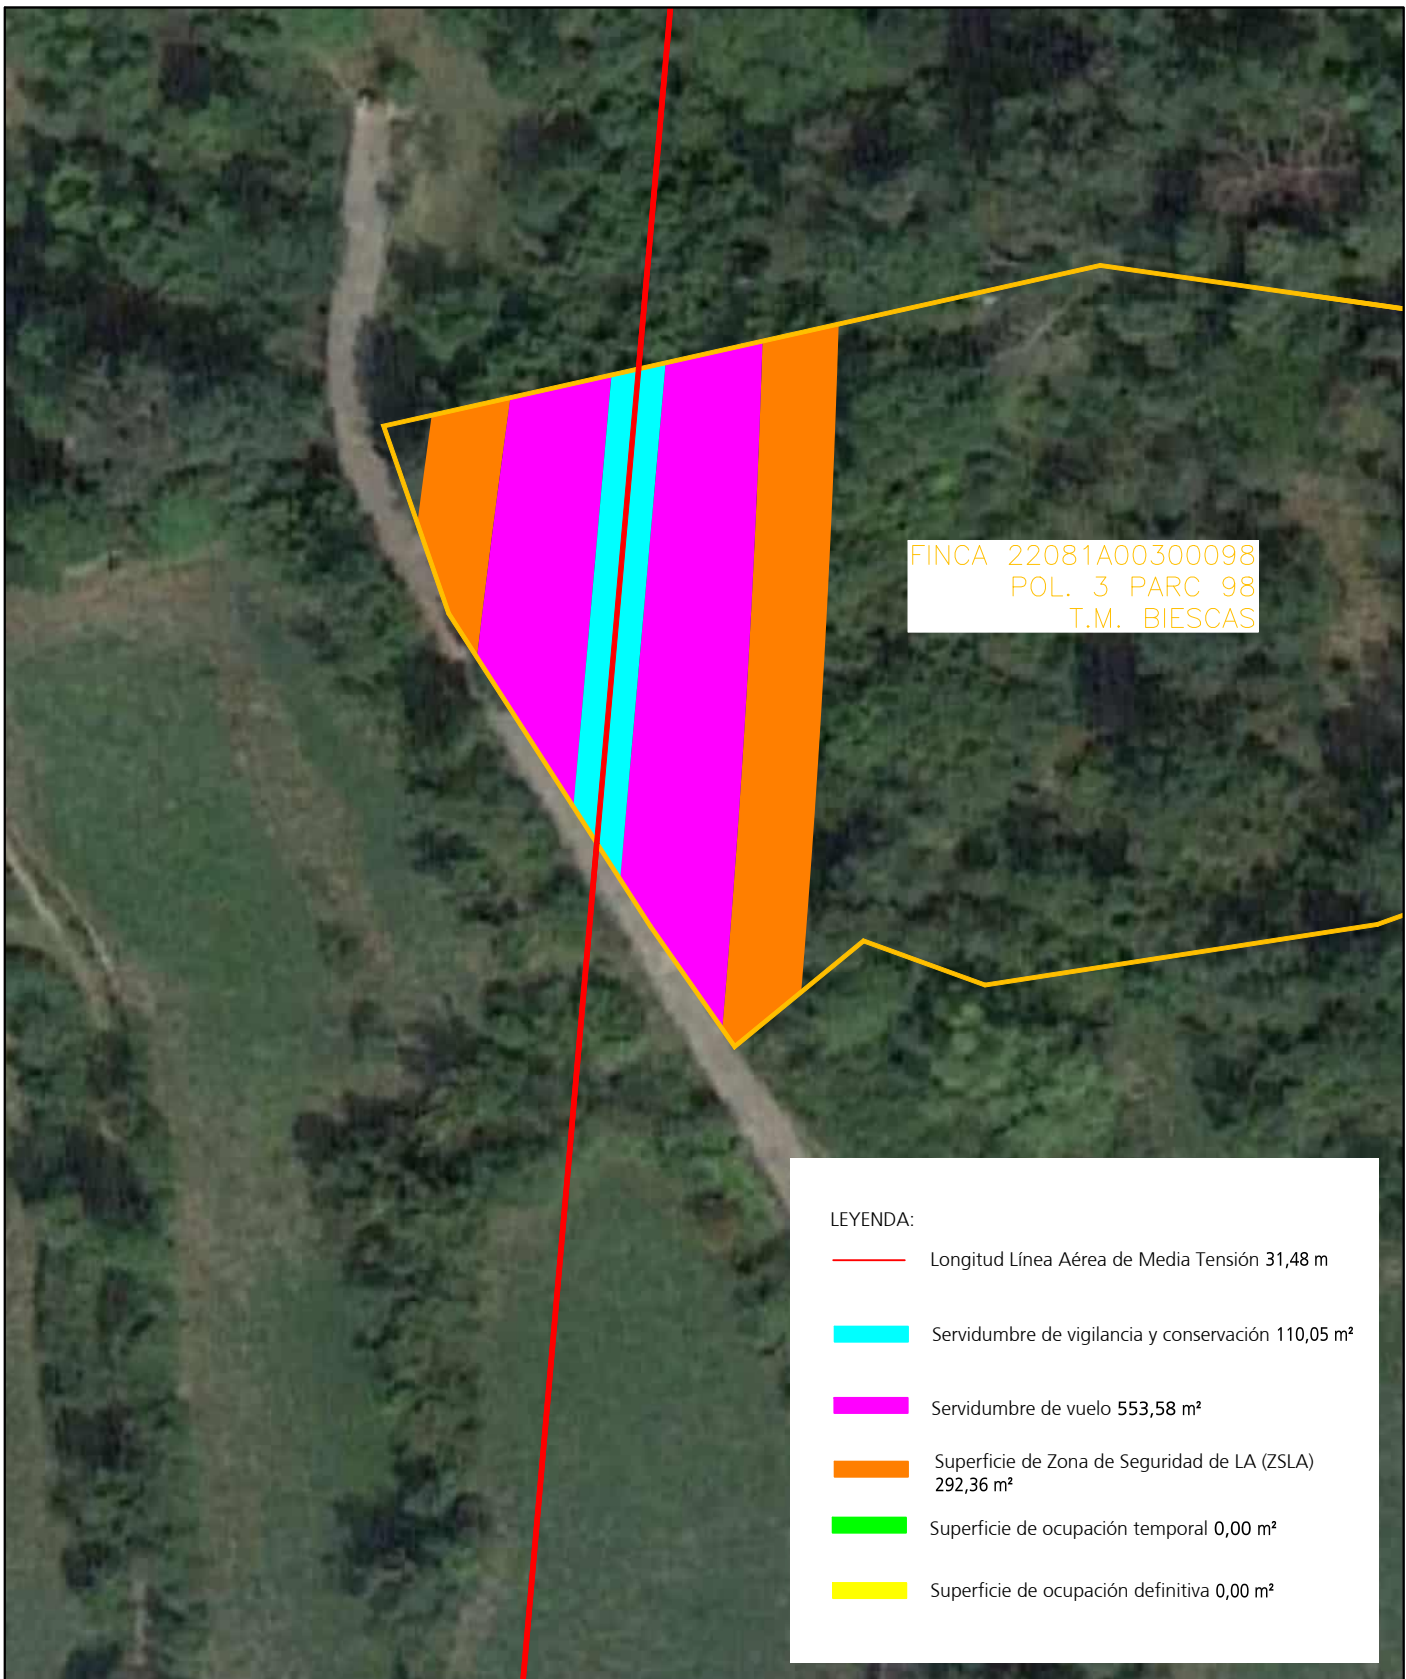 FINCA 22081A00300098
POL. 3 PARC 98
T.M. BIESCAS
LEYENDA:
Longitud Línea Aérea de Media Tensión 31,48 m
Servidumbre de vigilancia y conservación 110,05 m²
Servidumbre de vuelo 553,58 m²
Superficie de Zona de Seguridad de LA (ZSLA)
292,36 m²
Superficie de ocupación temporal 0,00 m²
Superficie de ocupación definitiva 0,00 m²